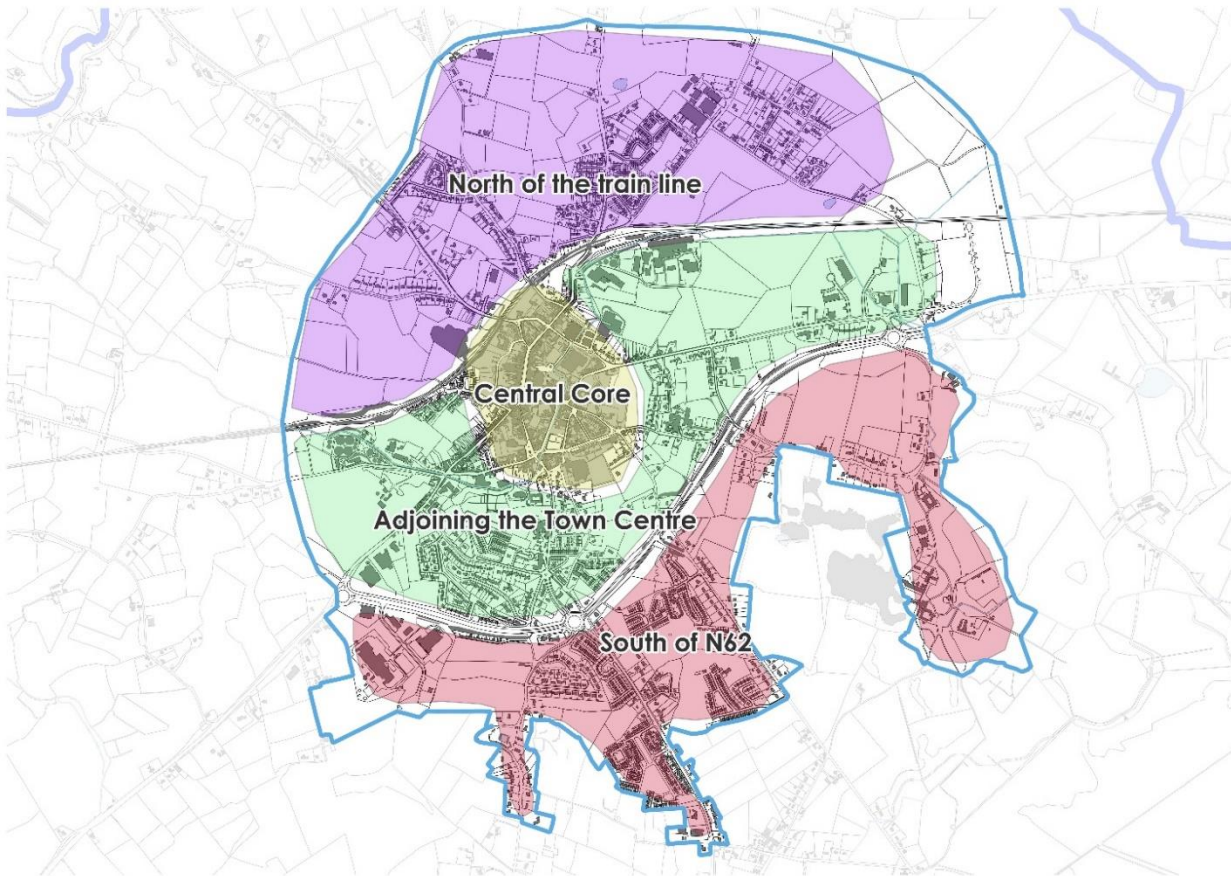 North of the train line
Central Core
Adjoining the Town Centre
South of N62